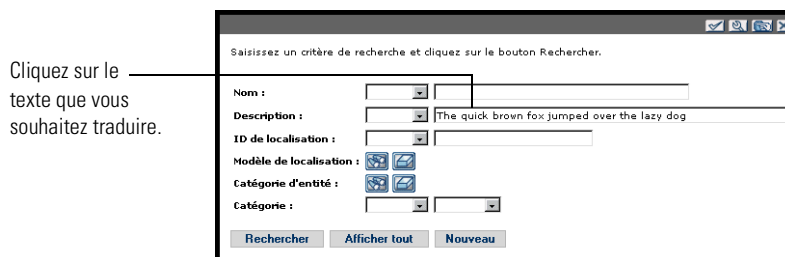 Saisissez un critère de recherche et cliquez sur le bouton Rechercher.
Cliquez sur le
texte que vous
souhaitez traduire.
Nom :
Description : The quick brown fox jumped over the lazy dog
ID de localisation :
Modèle de localisation :
Catégorie d'entité :
Catégorie :
Rechercher Afficher tout Nouveau